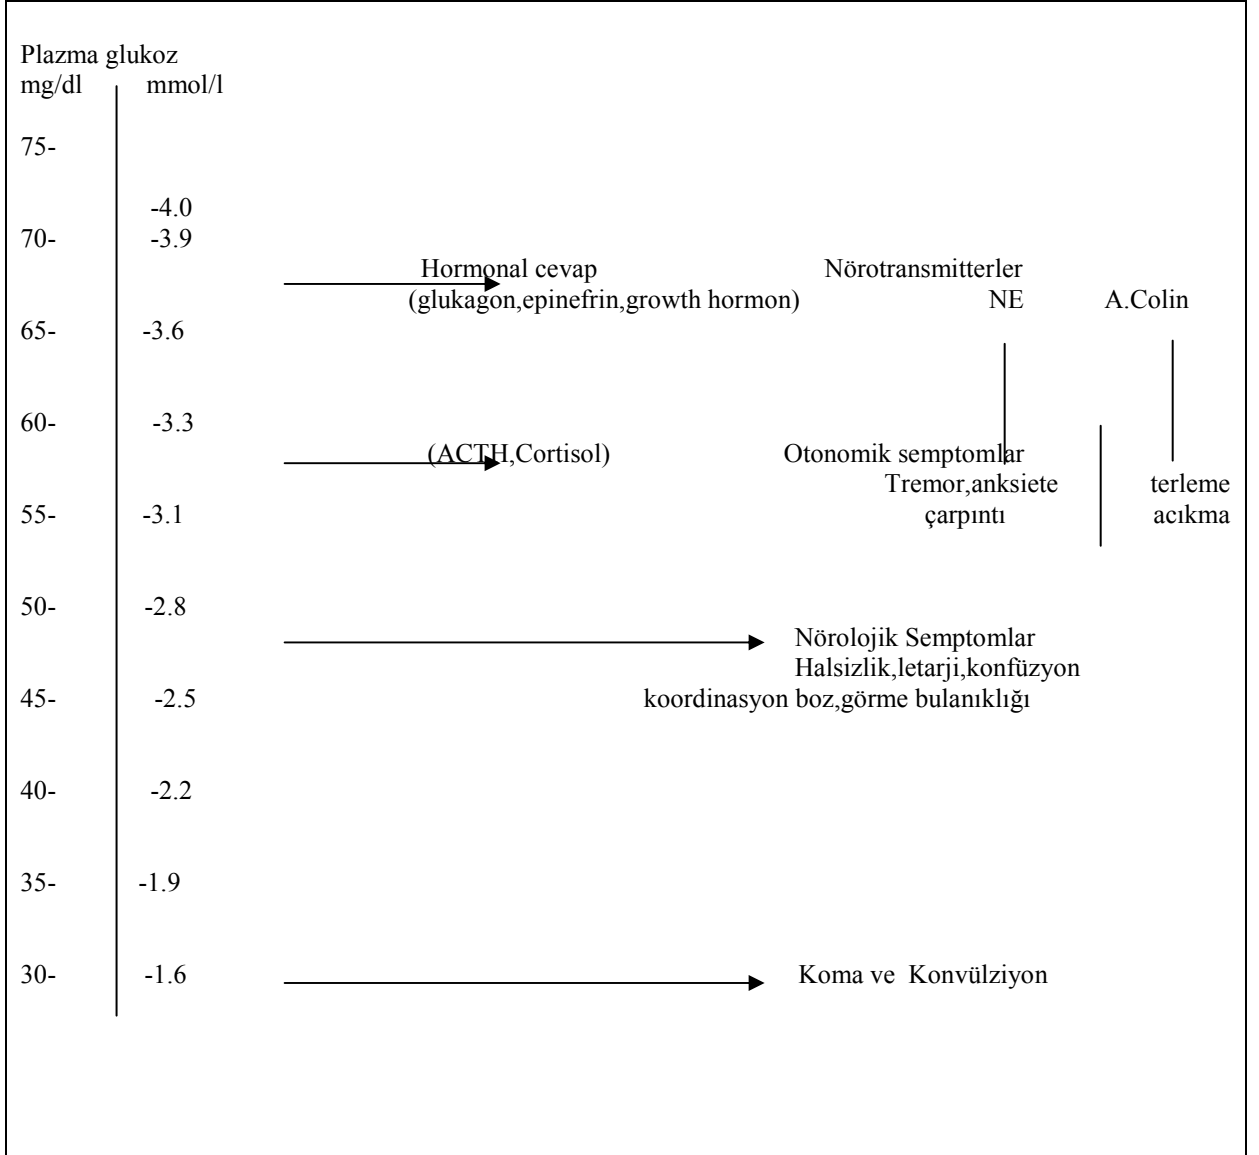 Plazma glukoz
mg/dl mmol/l
75-
-4.0
70- -3.9
Hormonal cevap Nörotransmitterler
(glukagon,epinefrin,growth hormon) NE A.Colin
65- -3.6
60- -3.3
(ACTH,Cortisol) Otonomik semptomlar
Tremor,anksiete terleme
55- -3.1 çarpıntı acıkma
50- -2.8
Nörolojik Semptomlar
Halsizlik,letarji,konfüzyon
45- -2.5 koordinasyon boz,görme bulanıklığı
40- -2.2
35- -1.9
30- -1.6 Koma ve Konvülziyon